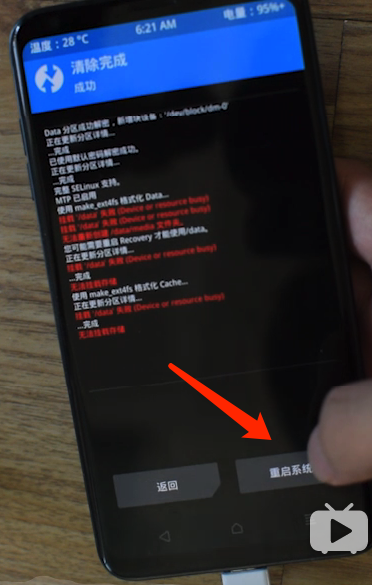 温度：28 °C 6:21 AM 电量：95%+
清除完成
成功
Data 分区成功解密，新增块设备：'/dev/block/dm-0'
正在更新分区详情...
...完成
已使用默认密码解密成功。
正在更新分区详情...
...完成
完整 SELinux 支持。
MTP 已启用
使用 make_ext4fs 格式化 Data...
挂载 '/data' 失败 (Device or resource busy)
挂载 '/data' 失败 (Device or resource busy)
无法重新创建 /data/media 文件夹。
您可能需要重启 Recovery 才能使用/data。
正在更新分区详情...
挂载 '/data' 失败 (Device or resource busy)
...完成
无法挂载存储
使用 make_ext4fs 格式化 Cache...
正在更新分区详情...
挂载 '/data' 失败 (Device or resource busy)
...完成
无法挂载存储
返回 重启系统